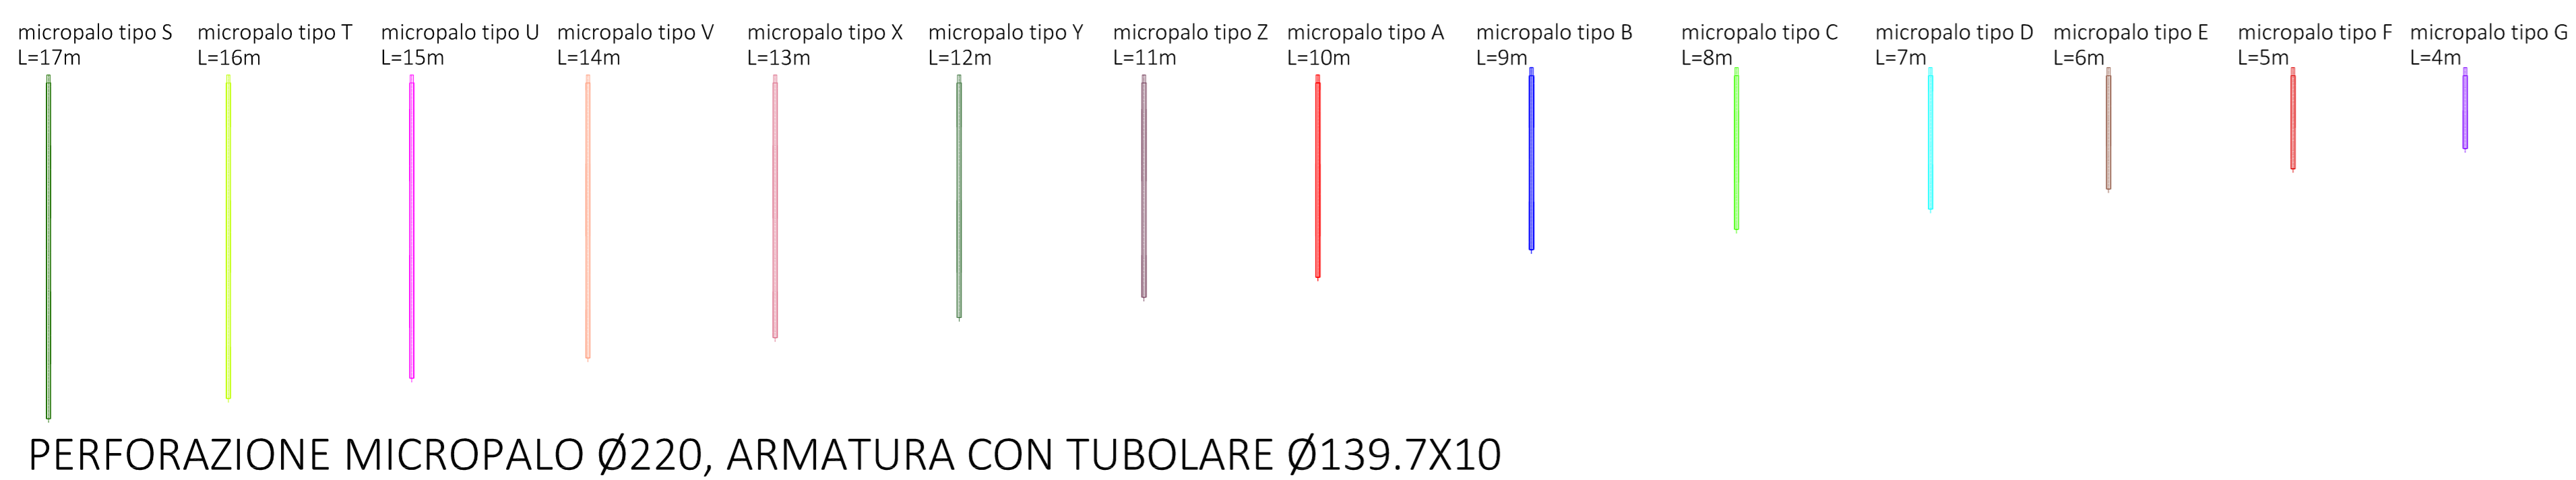 micropalo tipo S
L=17m
micropalo tipo T
L=16m
micropalo tipo U
L=15m
micropalo tipo V
L=14m
micropalo tipo X
L=13m
micropalo tipo Y
L=12m
micropalo tipo Z
L=11m
micropalo tipo A
L=10m
micropalo tipo B
L=9m
micropalo tipo C
L=8m
micropalo tipo D
L=7m
micropalo tipo E
L=6m
micropalo tipo F
L=5m
micropalo tipo G
L=4m
PERFORAZIONE MICROPALO Ø220, ARMATURA CON TUBOLARE Ø139.7X10